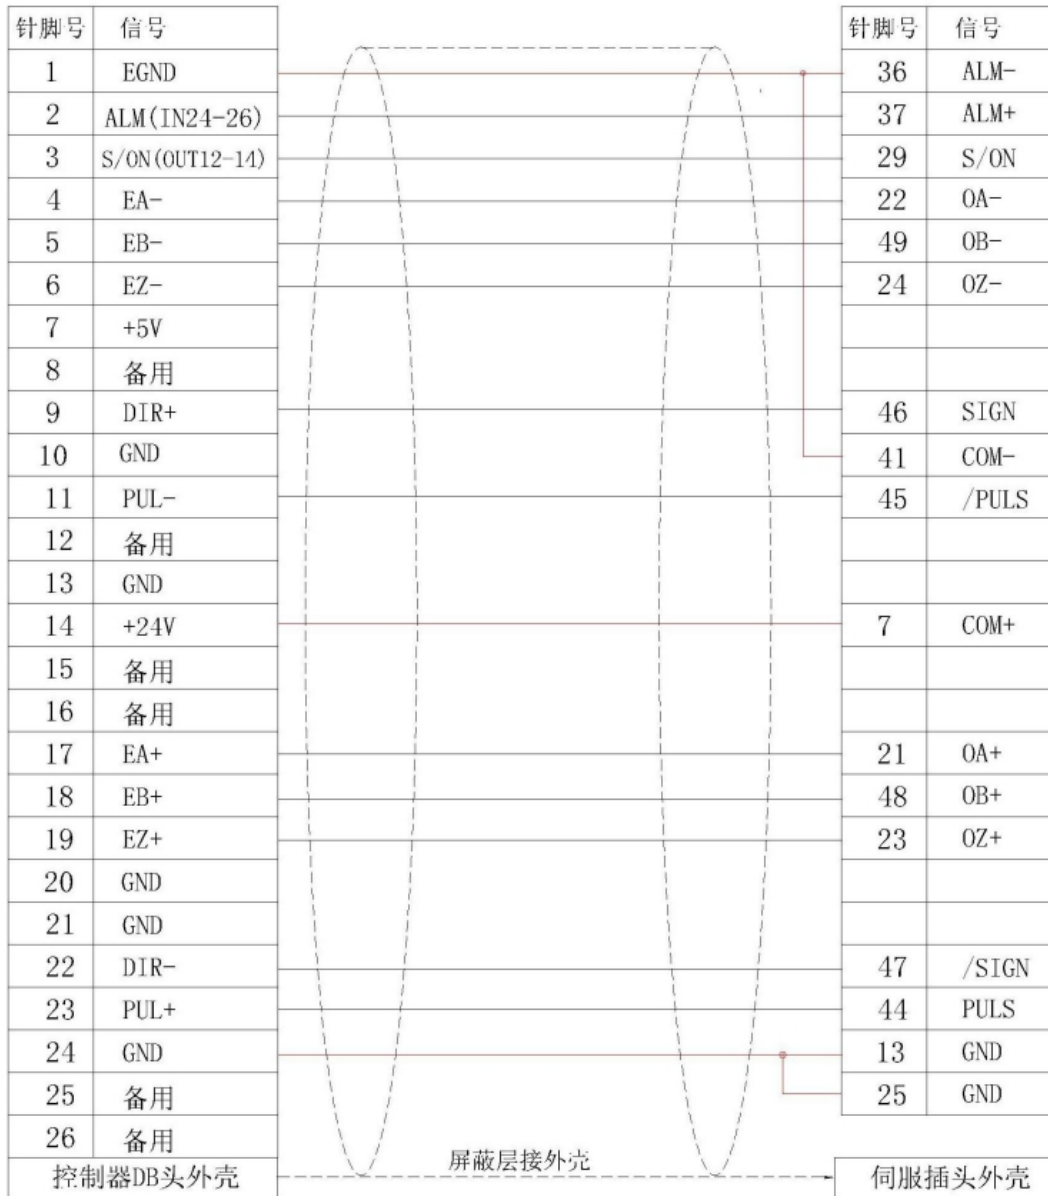 针脚号 信号 针脚号 信号
1 EGND 36 ALM-
2 ALM(IN24-26) 37 ALM+
3 S/ON(OUT12-14) 29 S/ON
4 EA- 22 OA-
5 EB- 49 OB-
6 EZ- 24 OZ-
7 +5V
8 备用
9 DIR+ 46 SIGN
10 GND 41 COM-
11 PUL- 45 /PULS
12 备用
13 GND
14 +24V 7 COM+
15 备用
16 备用
17 EA+ 21 OA+
18 EB+ 48 OB+
19 EZ+ 23 OZ+
20 GND
21 GND
22 DIR- 47 /SIGN
23 PUL+ 44 PULS
24 GND 13 GND
25 备用 25 GND
26 备用
控制器DB头外壳 屏蔽层接外壳 伺服插头外壳